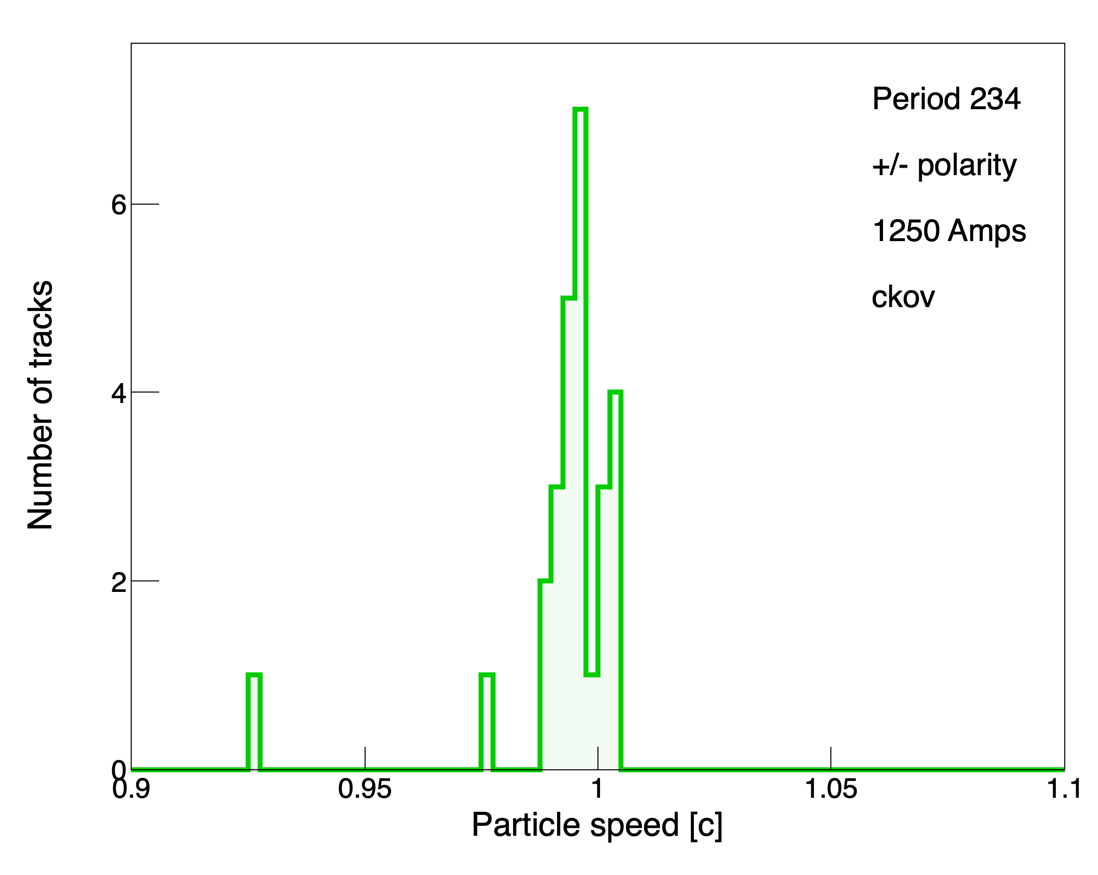 Period 234
+/- polarity
1250 Amps
ckov
Number of tracks
6
4
2
0
0.9 0.95 1 1.05 1.1
Particle speed [c]